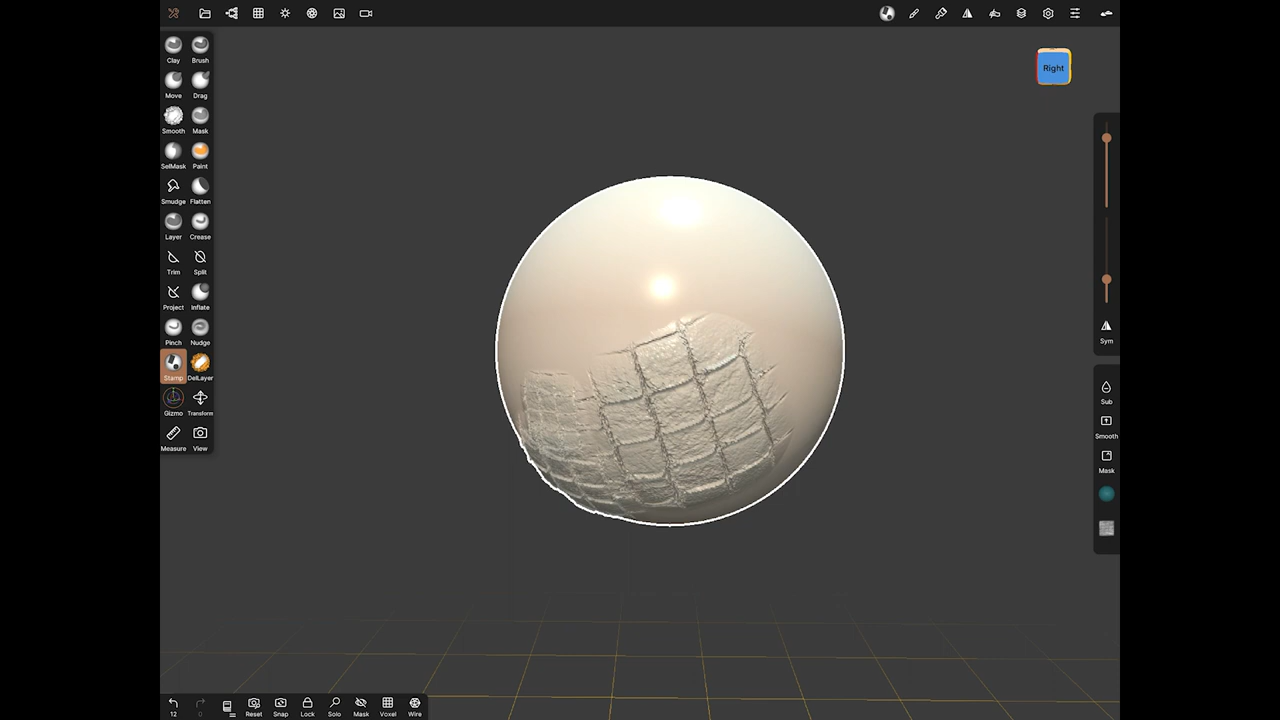 Right
Clay Brush
Move Drag
Smooth Mask
SelMask Paint
Smudge Flatten
Layer Crease
Trim Split
Project Inflate
Pinch Nudge
Stamp DelLayer
Gizmo Transform
Measure View
Sym
Sub
Smooth
Mask
12 0 Reset Snap Lock Solo Mask Voxel Wire